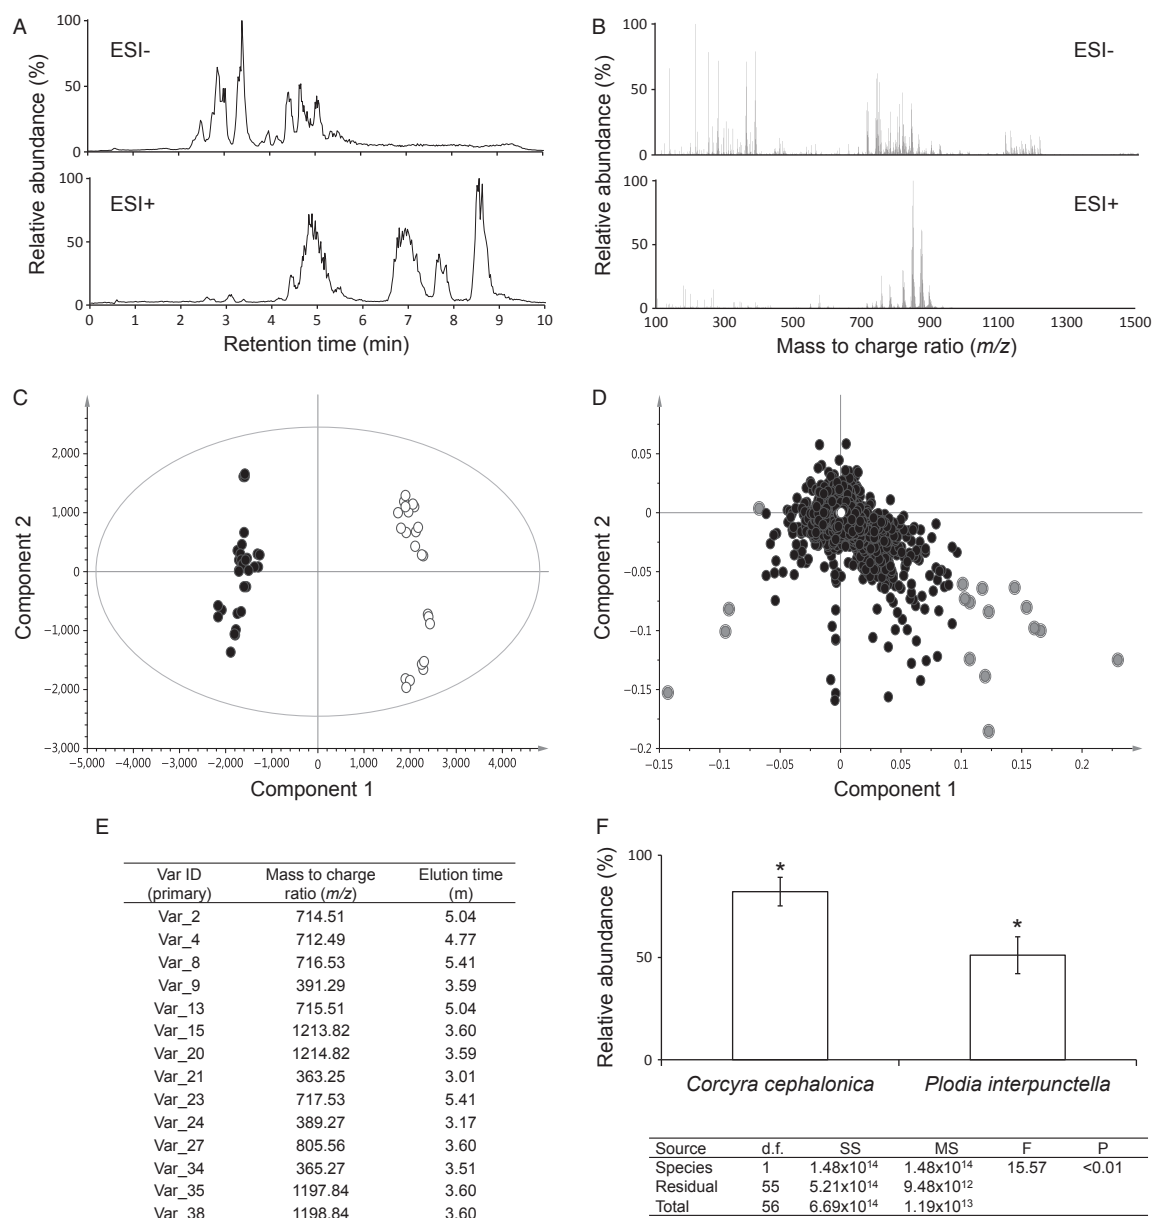 A
ESI-
100
50
0
Relative abundance (%)
ESI+
100
50
0
0 1 2 3 4 5 6 7 8 9 10
Retention time (min)
B
ESI-
100
50
0
Relative abundance (%)
ESI+
100
50
0
100 300 500 700 900 1100 1300 1500
Mass to charge ratio (m/z)
C
2,000
1,000
0
−1,000
−2,000
−3,000
Component 2
−5,000 −4,000 −3,000 −2,000 −1,000 0 1,000 2,000 3,000 4,000
Component 1
D
0.05
0
−0.05
−0.1
−0.15
−0.2
Component 2
−0.15 −0.1 −0.05 0 0.05 0.1 0.15 0.2
Component 1
E
Var ID Mass to charge Elution time
(primary) ratio (m/z) (m)
Var_2 714.51 5.04
Var_4 712.49 4.77
Var_8 716.53 5.41
Var_9 391.29 3.59
Var_13 715.51 5.04
Var_15 1213.82 3.60
Var_20 1214.82 3.59
Var_21 363.25 3.01
Var_23 717.53 5.41
Var_24 389.27 3.17
Var_27 805.56 3.60
Var_34 365.27 3.51
Var_35 1197.84 3.60
Var_38 1198.84 3.60
F
100
50
0
Relative abundance (%)
* *
Corcyra cephalonica Plodia interpunctella
Source d.f. SS MS F P
Species 1 1.48x10¹⁴ 1.48x10¹⁴ 15.57 <0.01
Residual 55 5.21x10¹⁴ 9.48x10¹²
Total 56 6.69x10¹⁴ 1.19x10¹³